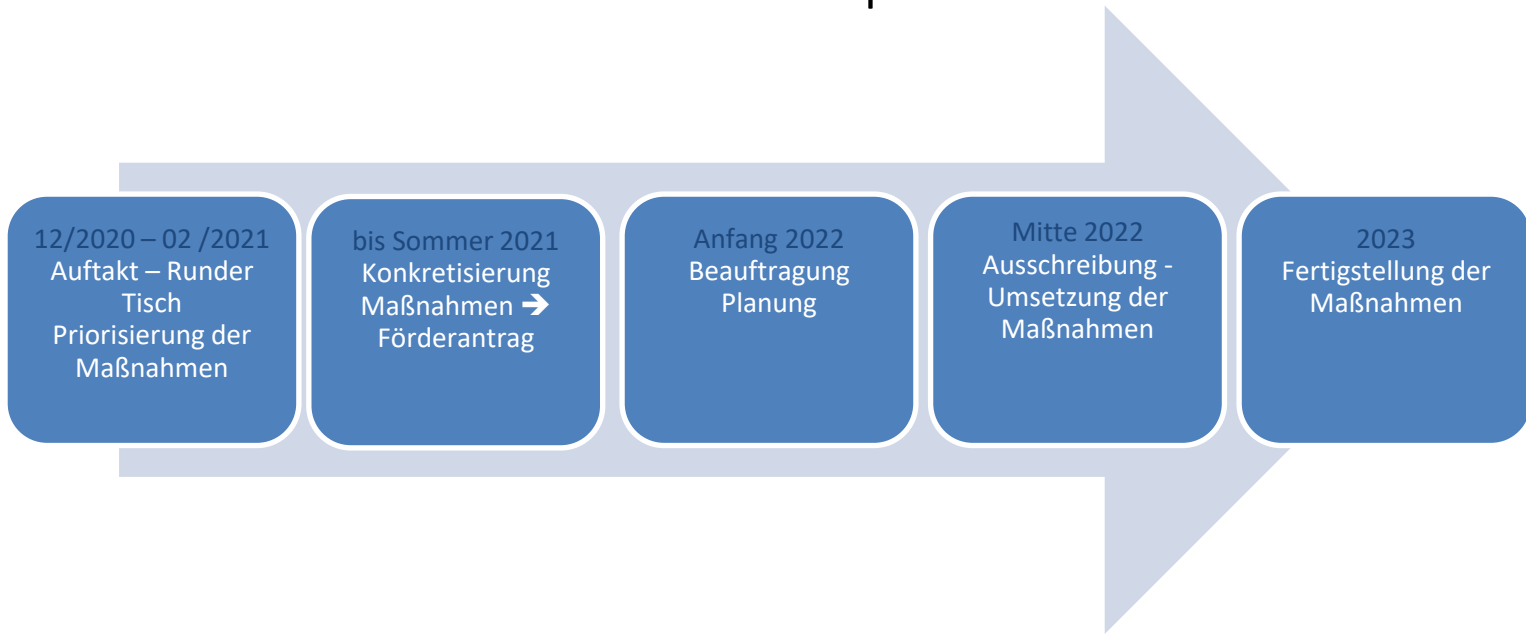 12/2020 – 02 /2021
Auftakt – Runder
Tisch
Priorisierung der
Maßnahmen
bis Sommer 2021
Konkretisierung
Maßnahmen ➔
Förderantrag
Anfang 2022
Beauftragung
Planung
Mitte 2022
Ausschreibung -
Umsetzung der
Maßnahmen
2023
Fertigstellung der
Maßnahmen